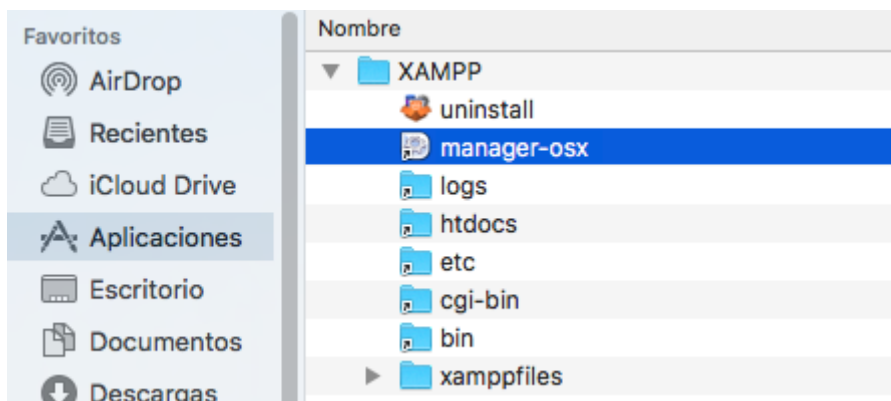 Favoritos
AirDrop
Recientes
iCloud Drive
Aplicaciones
Escritorio
Documentos
Descargas
Nombre
XAMPP
uninstall
manager-osx
logs
htdocs
etc
cgi-bin
bin
xamppfiles